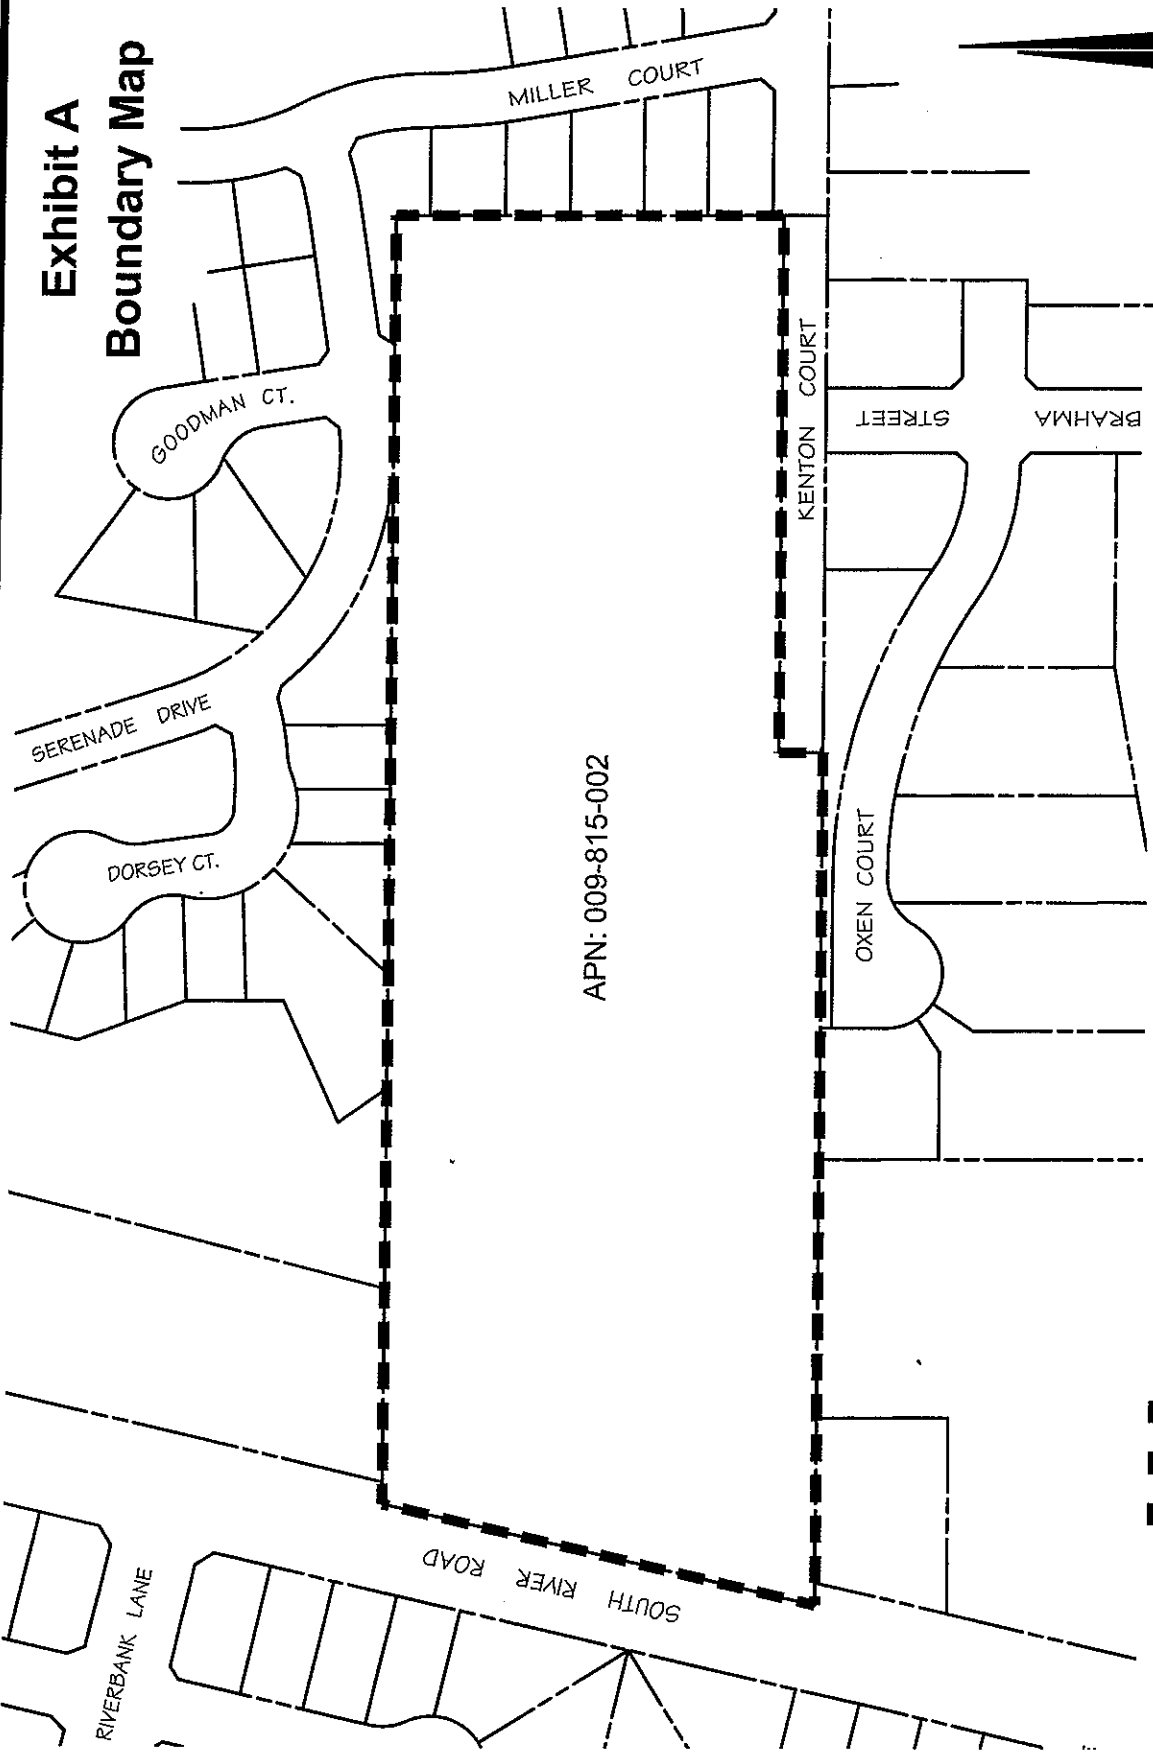 Exhibit A
Boundary Map
MILLER COURT
GOODMAN CT.
SERENADE DRIVE
DORSEY CT.
KENTON COURT
BRAHMA STREET
APN: 009-815-002
OXEN COURT
SOUTH RIVER ROAD
RIVERBANK LANE